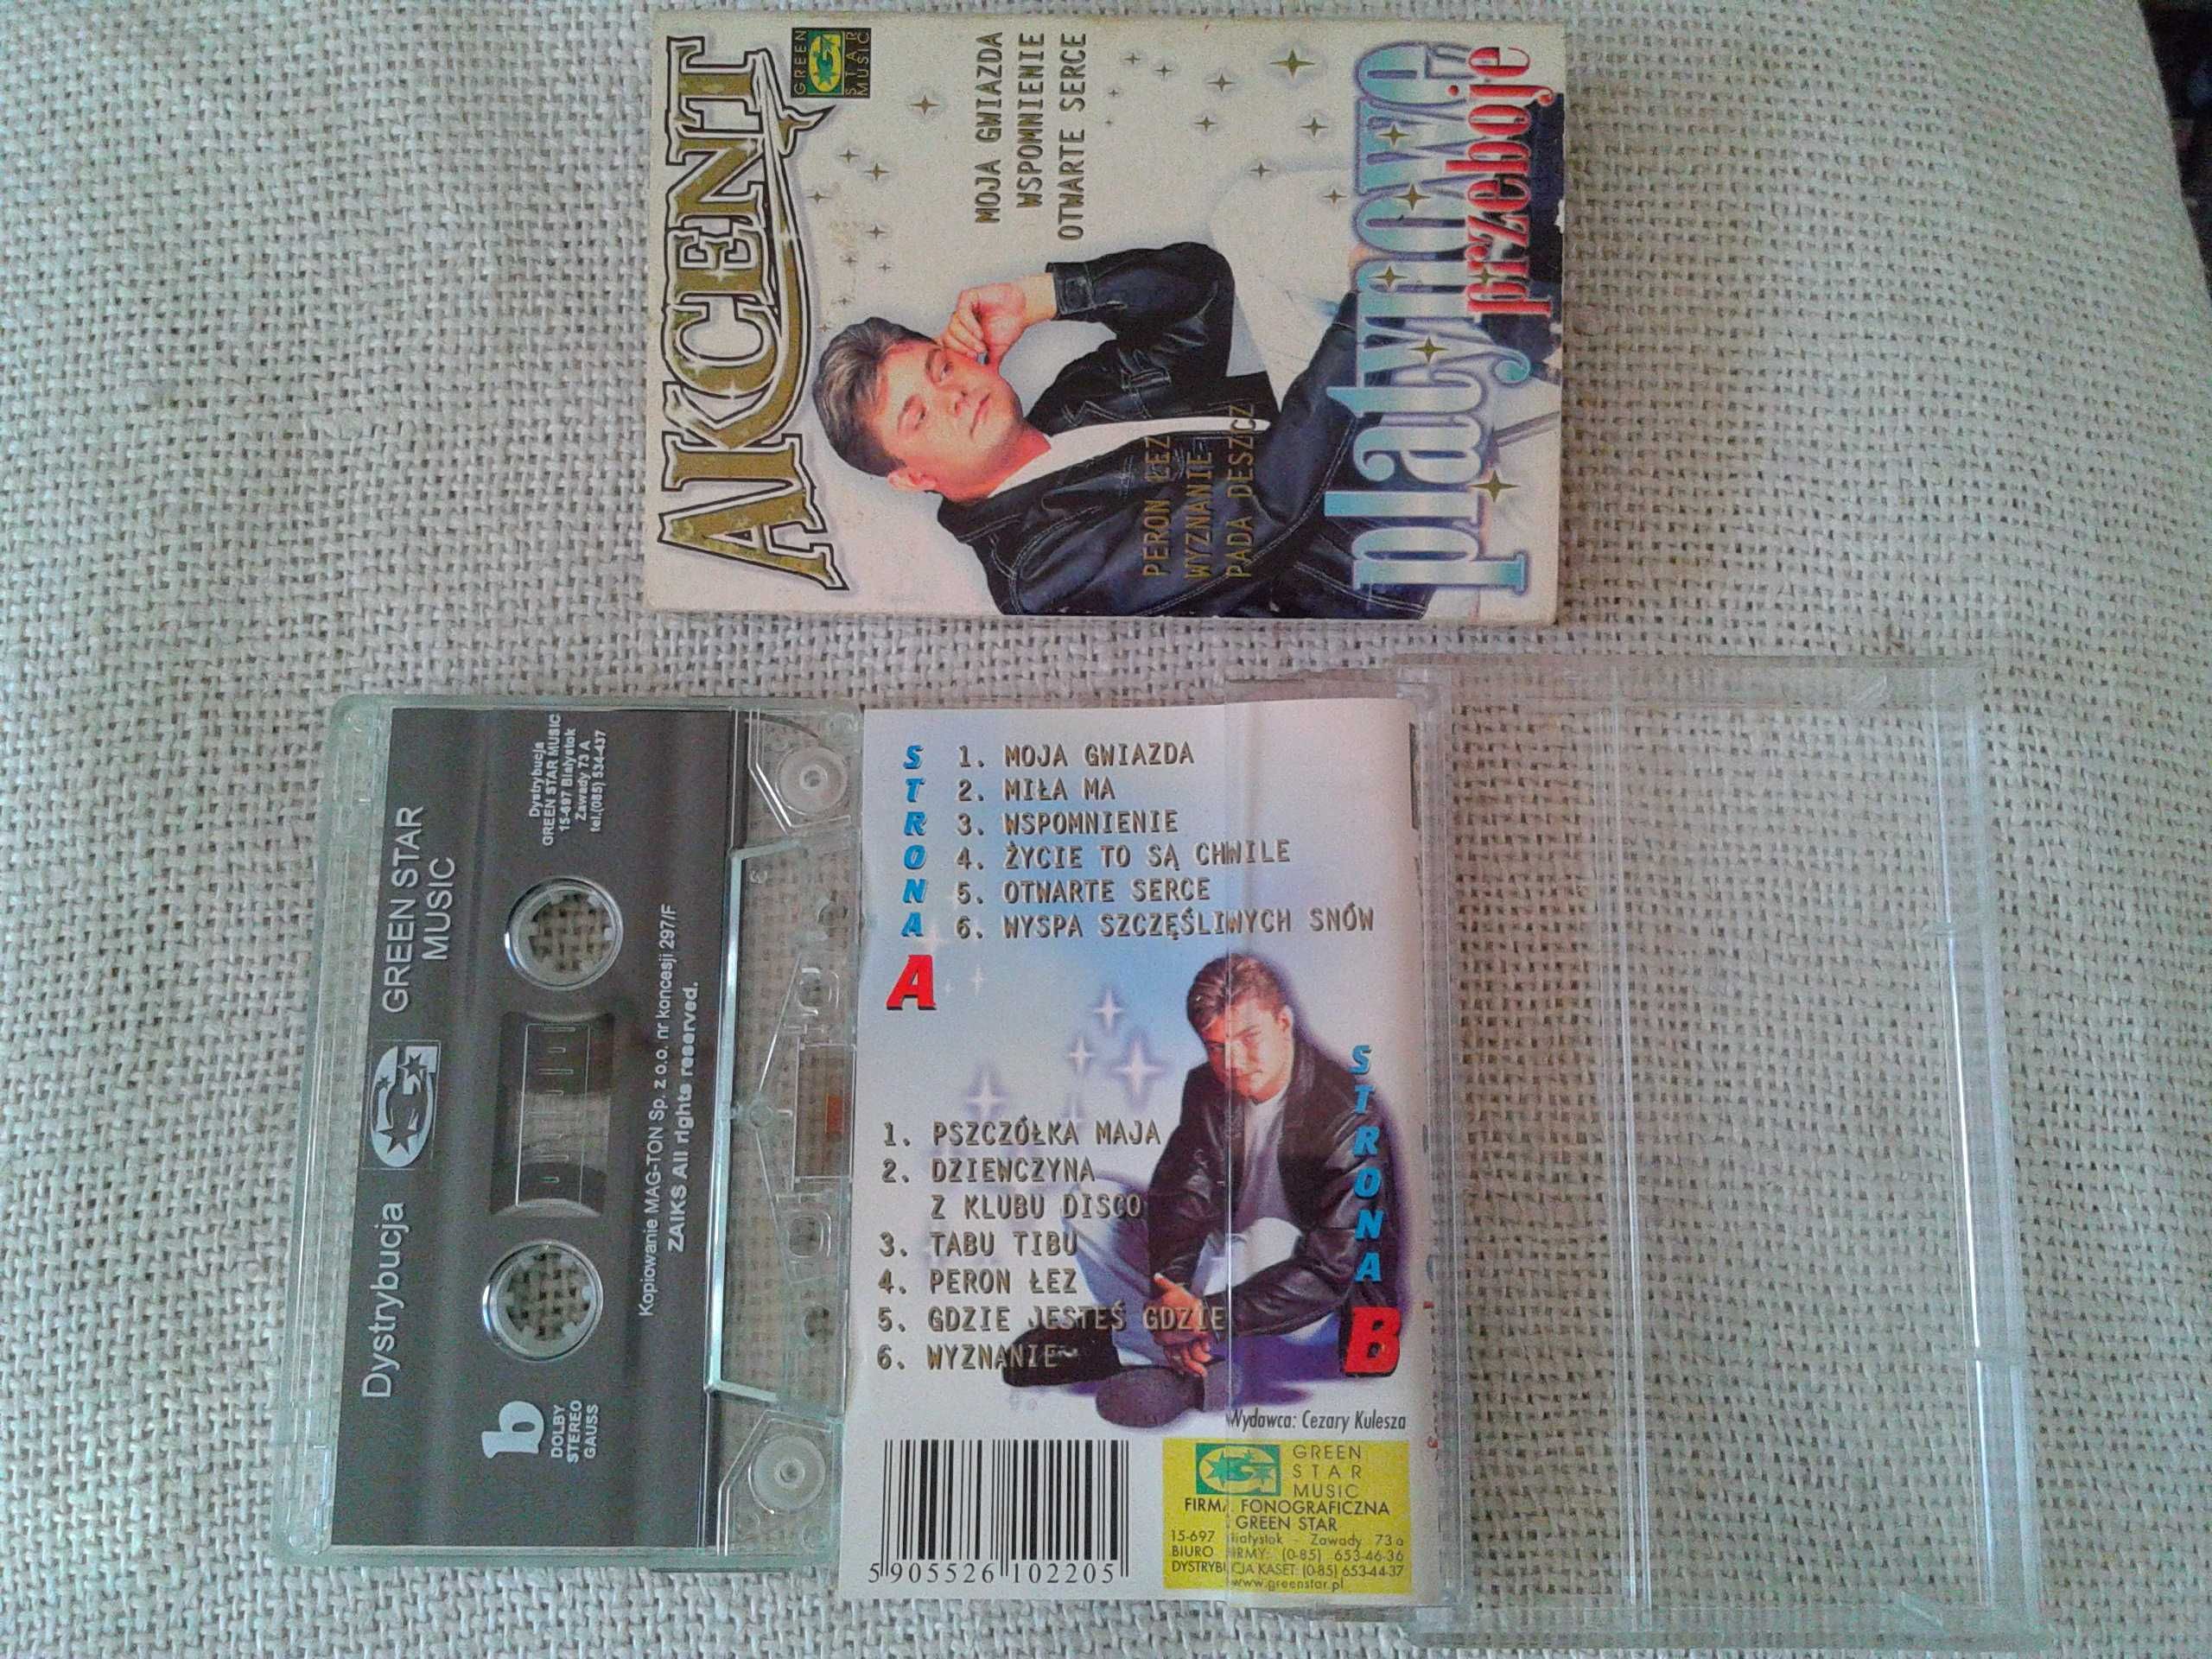 AKCENT
GREEN
STAR
MUSIC
MOJA GWIAZDA
WSPOMNIENIE
OTWARTE SERCE
PERON ŁEZ
WYZNANIE
PADA DESZCZ
platynowe
przeboje
Dystrybucja
GREEN STAR
MUSIC
b
DOLBY
STEREO
GAUSS
Dystrybucja
GREEN STAR MUSIC
15-697 Białystok
Zawady 73 A
tel.(085) 534-437
Kopiowanie MAG-TON Sp. z o.o. nr koncesji 297/F
ZAIKS All rights reserved.
STRONA
A
1. MOJA GWIAZDA
2. MIŁA MA
3. WSPOMNIENIE
4. ŻYCIE TO SĄ CHWILE
5. OTWARTE SERCE
6. WYSPA SZCZĘŚLIWYCH SNÓW
STRONA
B
1. PSZCZÓŁKA MAJA
2. DZIEWCZYNA
Z KLUBU DISCO
3. TABU TIBU
4. PERON ŁEZ
5. GDZIE JESTEŚ GDZIE
6. WYZNANIE
Wydawca: Cezary Kulesza
5 905526 102205
GREEN
STAR
MUSIC
FIRMA FONOGRAFICZNA
GREEN STAR
15-697 Białystok - Zawady 73a
BIURO FIRMY: (0-85) 653-46-36
DYSTRYBUCJA KASET: (0-85) 653-44-37
www.greenstar.pl